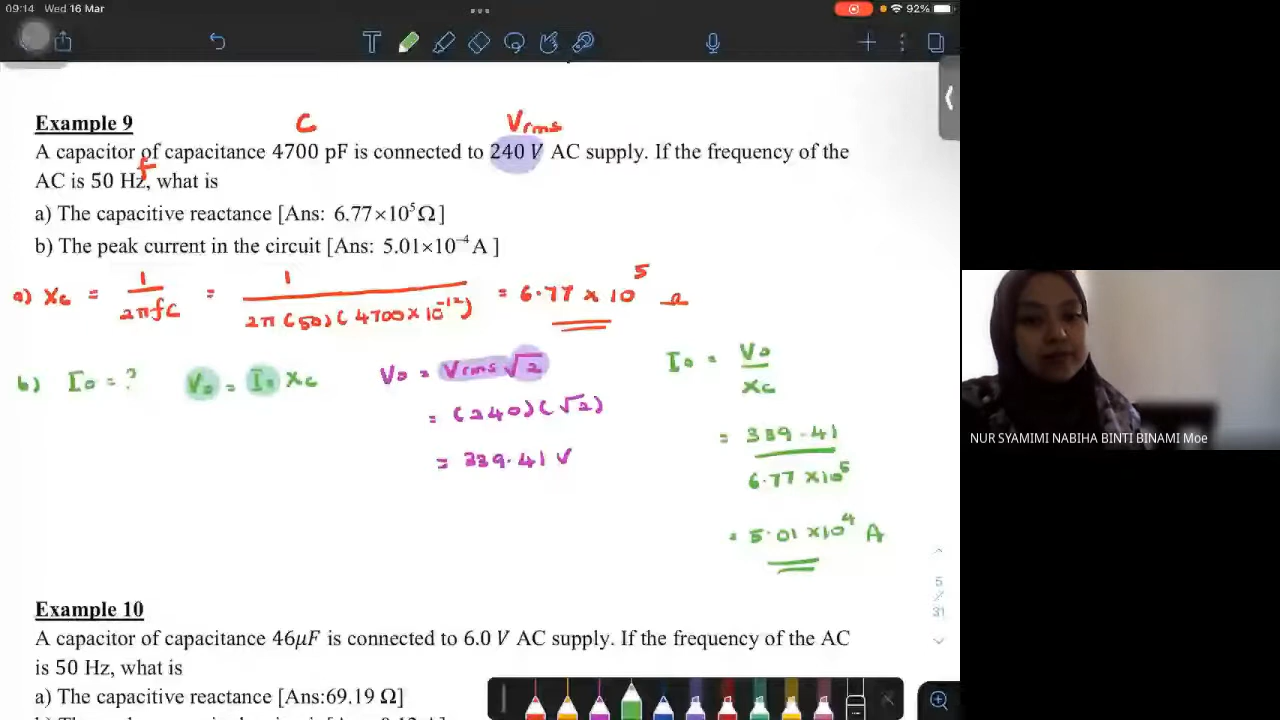 09:14 Wed 16 Mar
92%
Example 9
C
Vrms
A capacitor of capacitance 4700 pF is connected to 240 V AC supply. If the frequency of the
f
AC is 50 Hz, what is
a) The capacitive reactance [Ans: 6.77×10⁵Ω]
b) The peak current in the circuit [Ans: 5.01×10⁻⁴A ]
a) Xc = 1/2πfC = 1/2π(50)(4700×10⁻¹²) = 6.77 × 10⁵ Ω
b) I₀ = ? V₀ = I₀ Xc
V₀ = Vrms √2
= (240)(√2)
= 339.41 V
I₀ = V₀/Xc
= 339.41/6.77 ×10⁵
= 5.01 ×10⁴ A
NUR SYAMIMI NABIHA BINTI BINAMI Moe
5
31
Example 10
A capacitor of capacitance 46μF is connected to 6.0 V AC supply. If the frequency of the AC
is 50 Hz, what is
a) The capacitive reactance [Ans:69.19 Ω]